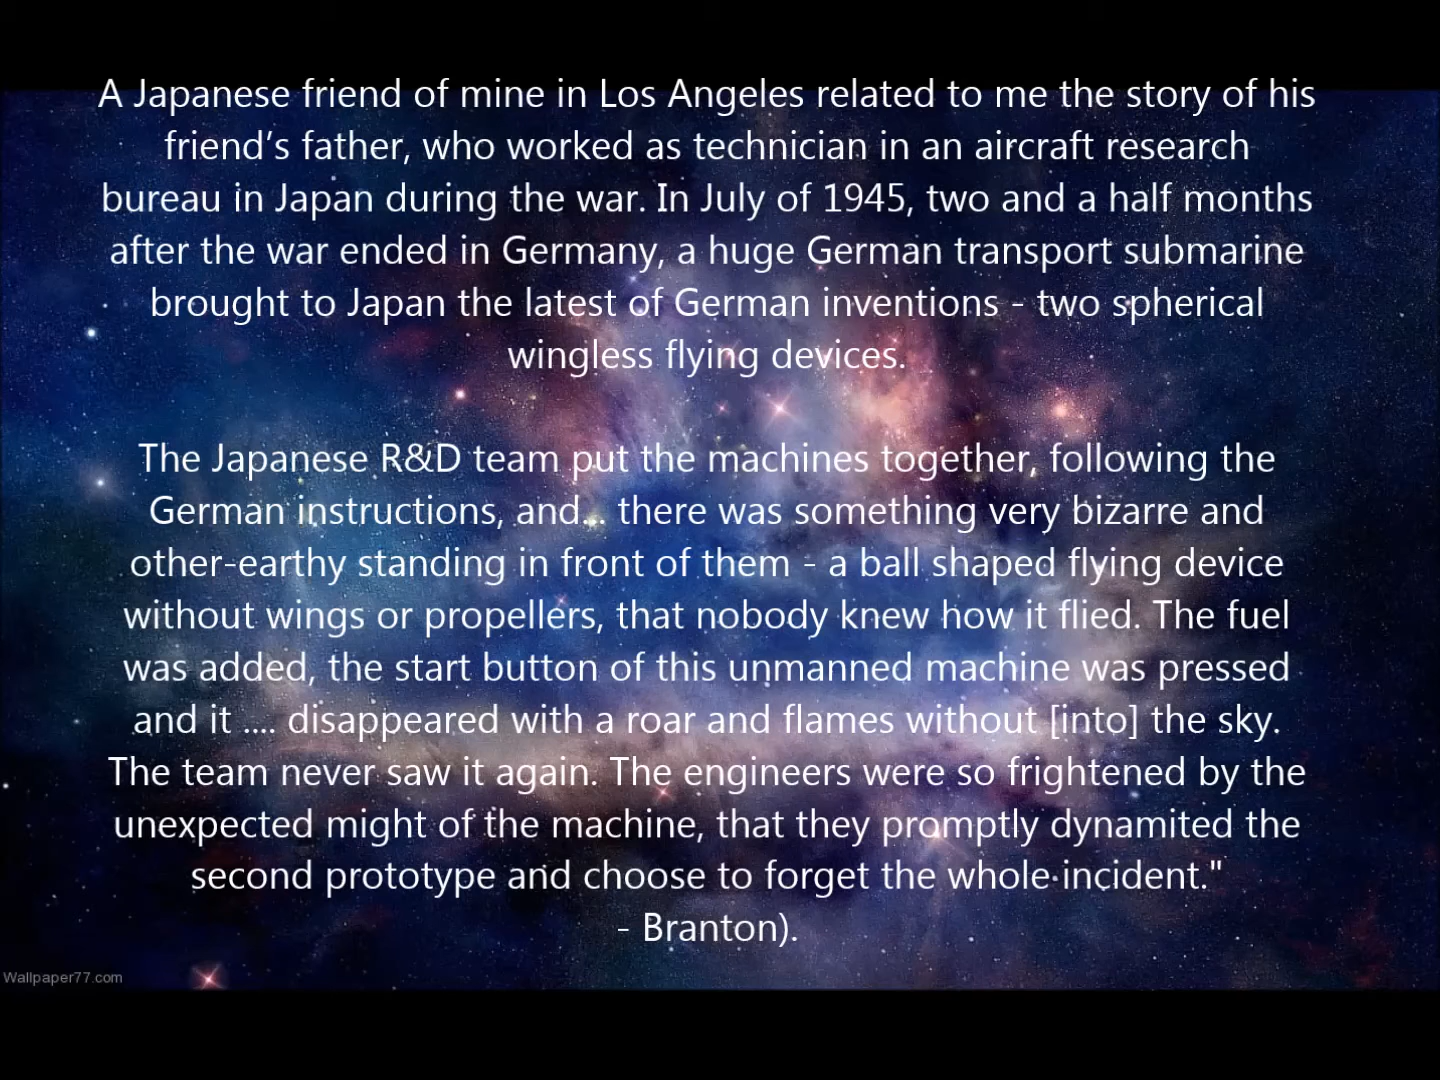 A Japanese friend of mine in Los Angeles related to me the story of his
friend’s father, who worked as technician in an aircraft research
bureau in Japan during the war. In July of 1945, two and a half months
after the war ended in Germany, a huge German transport submarine
brought to Japan the latest of German inventions - two spherical
wingless flying devices.
The Japanese R&D team put the machines together, following the
German instructions, and... there was something very bizarre and
other-earthy standing in front of them - a ball shaped flying device
without wings or propellers, that nobody knew how it flied. The fuel
was added, the start button of this unmanned machine was pressed
and it .... disappeared with a roar and flames without [into] the sky.
The team never saw it again. The engineers were so frightened by the
unexpected might of the machine, that they promptly dynamited the
second prototype and choose to forget the whole incident."
- Branton).
Wallpaper77.com